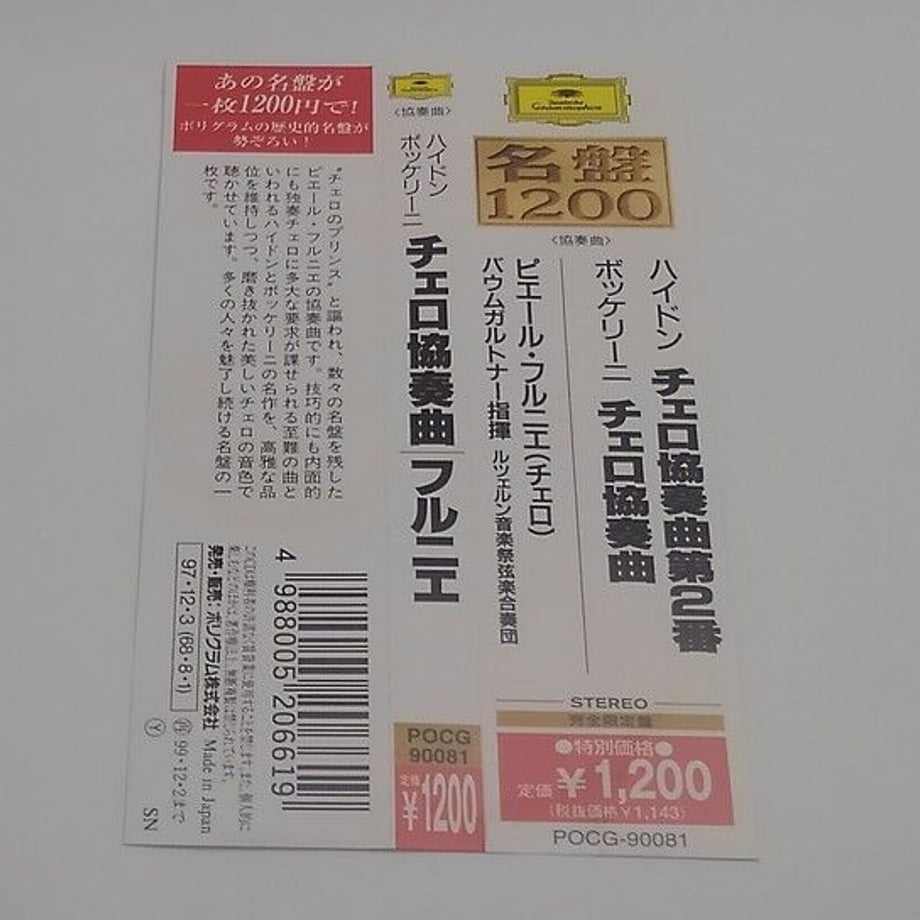 あの名盤が
一枚1200円で!
ポリグラムの歴史的名盤が
勢ぞろい!
“チェロのプリンス”と謳われ、数々の名盤を残した
ピエール・フルニエの協奏曲です。技巧的にも内面的
にも独奏チェロに多大な要求が課せられる至難の曲と
いわれるハイドンとボッケリーニの名作を、高雅な品
位を維持しつつ、磨き抜かれた美しいチェロの音色で
聴かせています。多くの人々を魅了し続ける名盤の一
枚です。
4 988005 206619
発売・販売:ポリグラム株式会社 Made in Japan
97・12・3(68・8・1)
再 99・12・2まで
Y
SN
〈協奏曲〉
ハイドン
ボッケリーニ
チェロ協奏曲
フルニエ
POCG
90081
定価
¥1200
Deutsche
Grammophon
名盤
1200
〈協奏曲〉
ハイドン チェロ協奏曲第2番
ボッケリーニ チェロ協奏曲
ピエール・フルニエ(チェロ)
バウムガルトナー指揮 ルツェルン音楽祭弦楽合奏団
STEREO
完全限定盤
●特別価格●
定価¥1,200
(税抜価格¥1,143)
POCG-90081